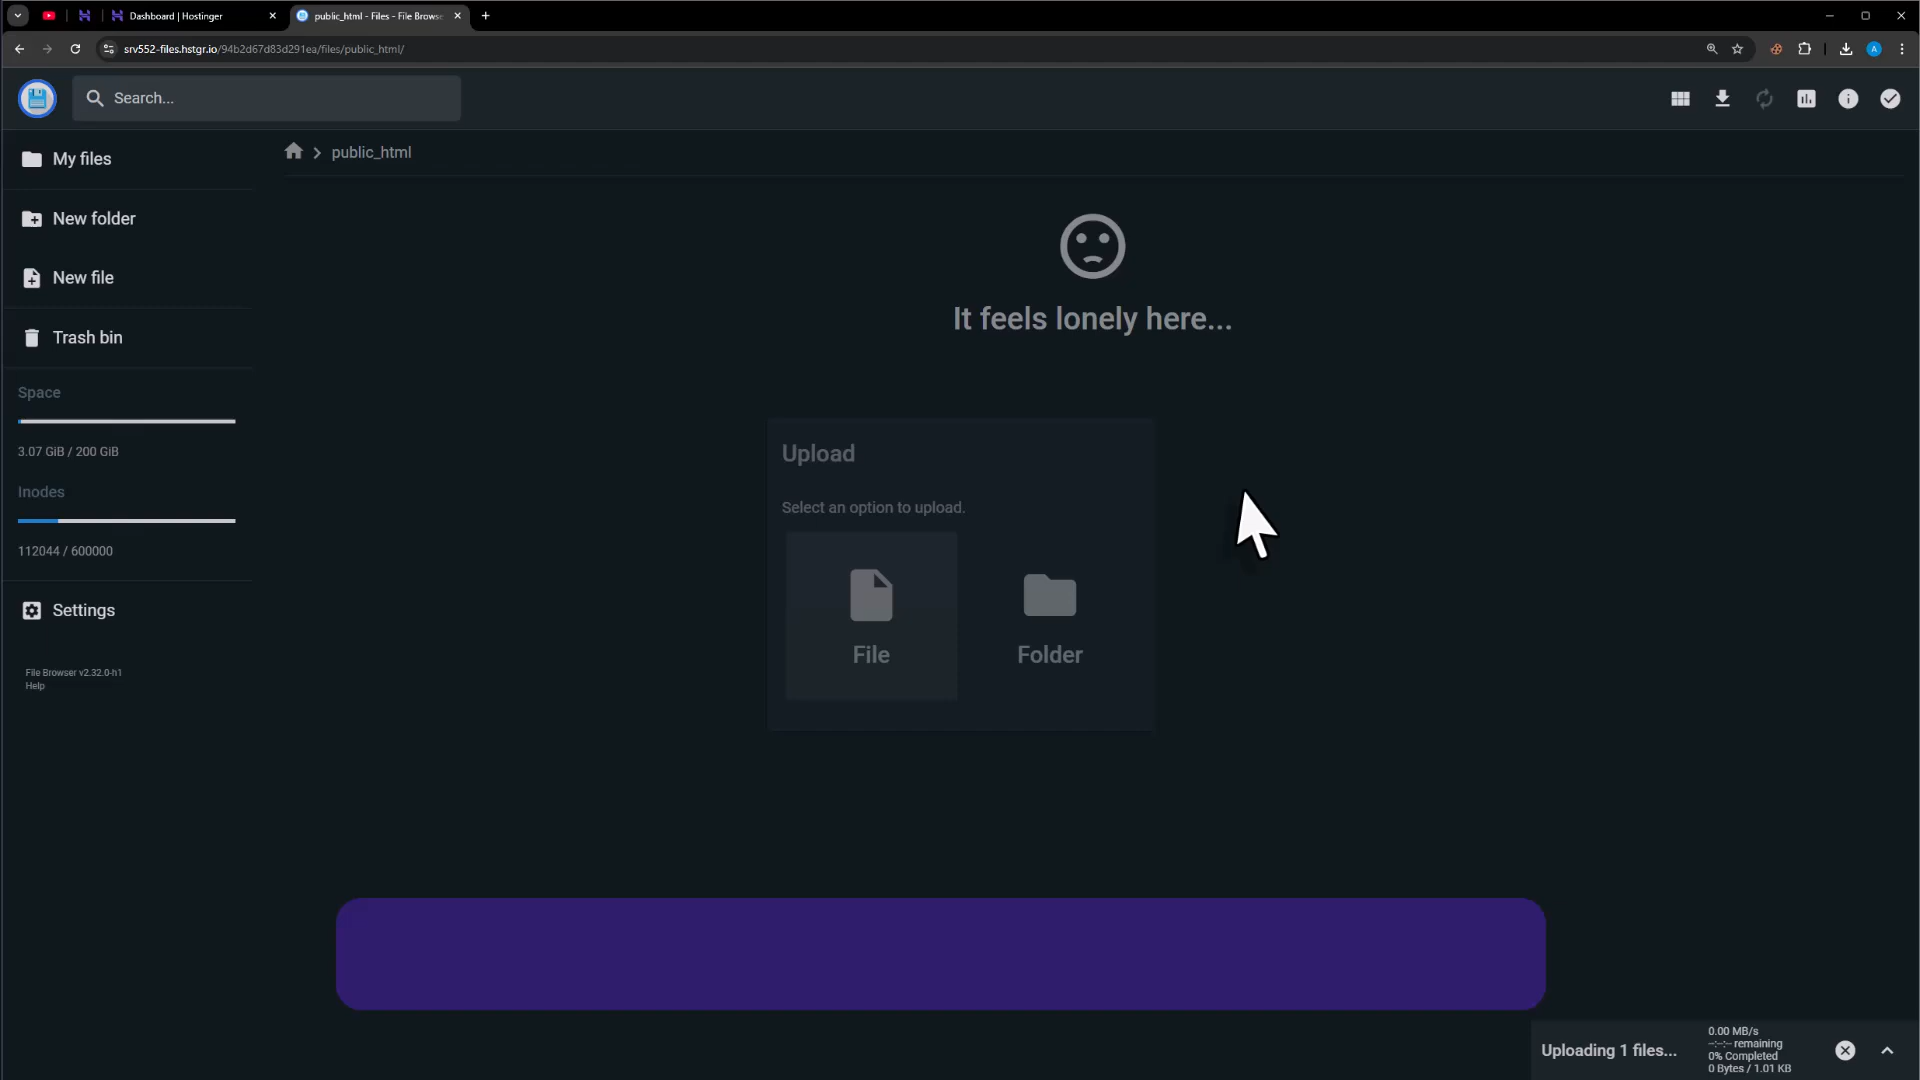 Dashboard | Hostinger
public_html - Files - File Browse
srv552-files.hstgr.io/94b2d67d83d291ea/files/public_html/
A
Search...
My files
public_html
New folder
New file
Trash bin
It feels lonely here...
Space
3.07 GiB / 200 GiB
Inodes
112044 / 600000
Upload
Select an option to upload.
File
Folder
Settings
File Browser v2.32.0-h1
Help
Uploading 1 files...
0.00 MB/s
--:--:-- remaining
0% Completed
0 Bytes / 1.01 KB